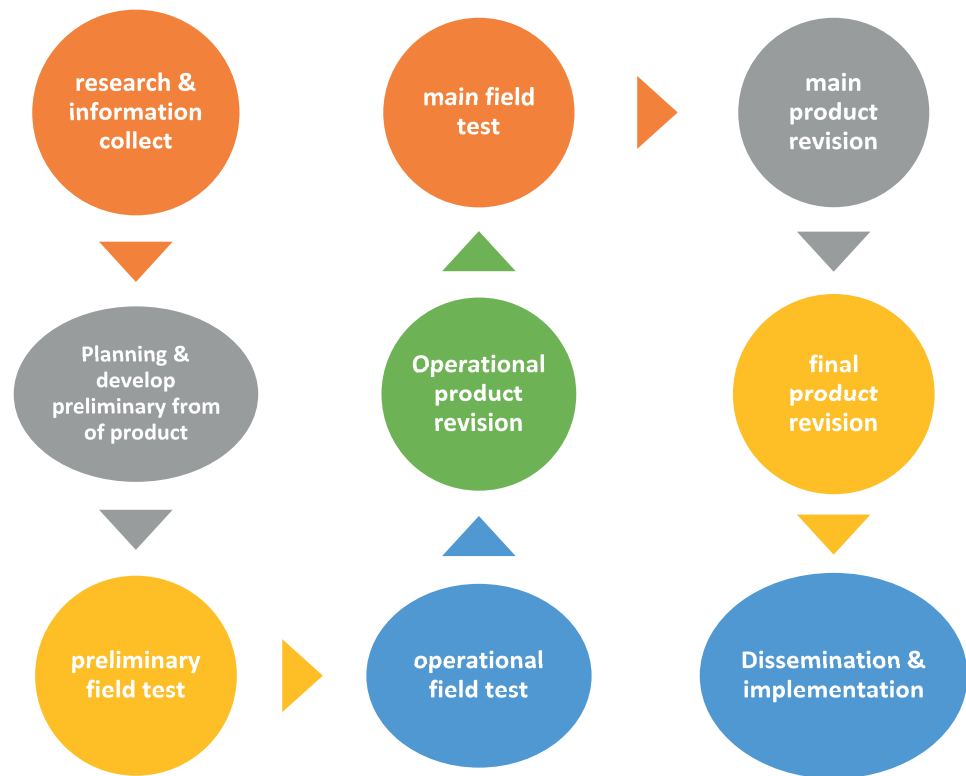 research &
information
collect
Planning &
develop
preliminary from
of product
preliminary
field test
operational
field test
Operational
product
revision
main field
test
main
product
revision
final
product
revision
Dissemination &
implementation